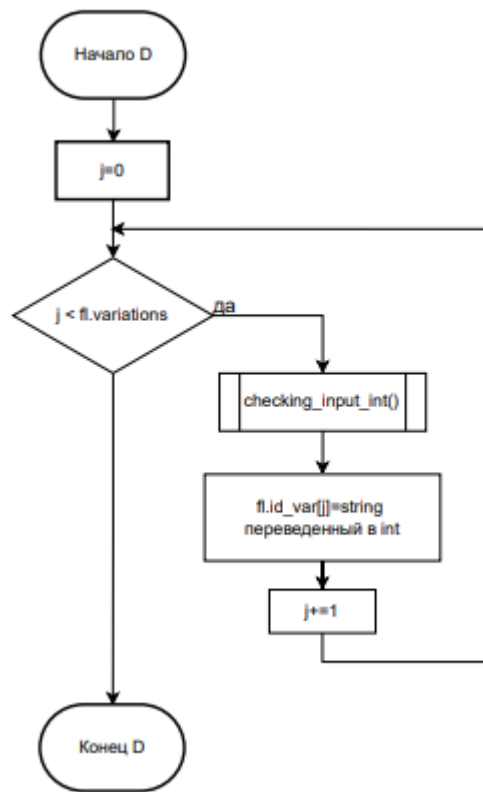 Начало D
j=0
j < fl.variations
да
checking_input_int()
fl.id_var[j]=string
переведенный в int
j+=1
Конец D